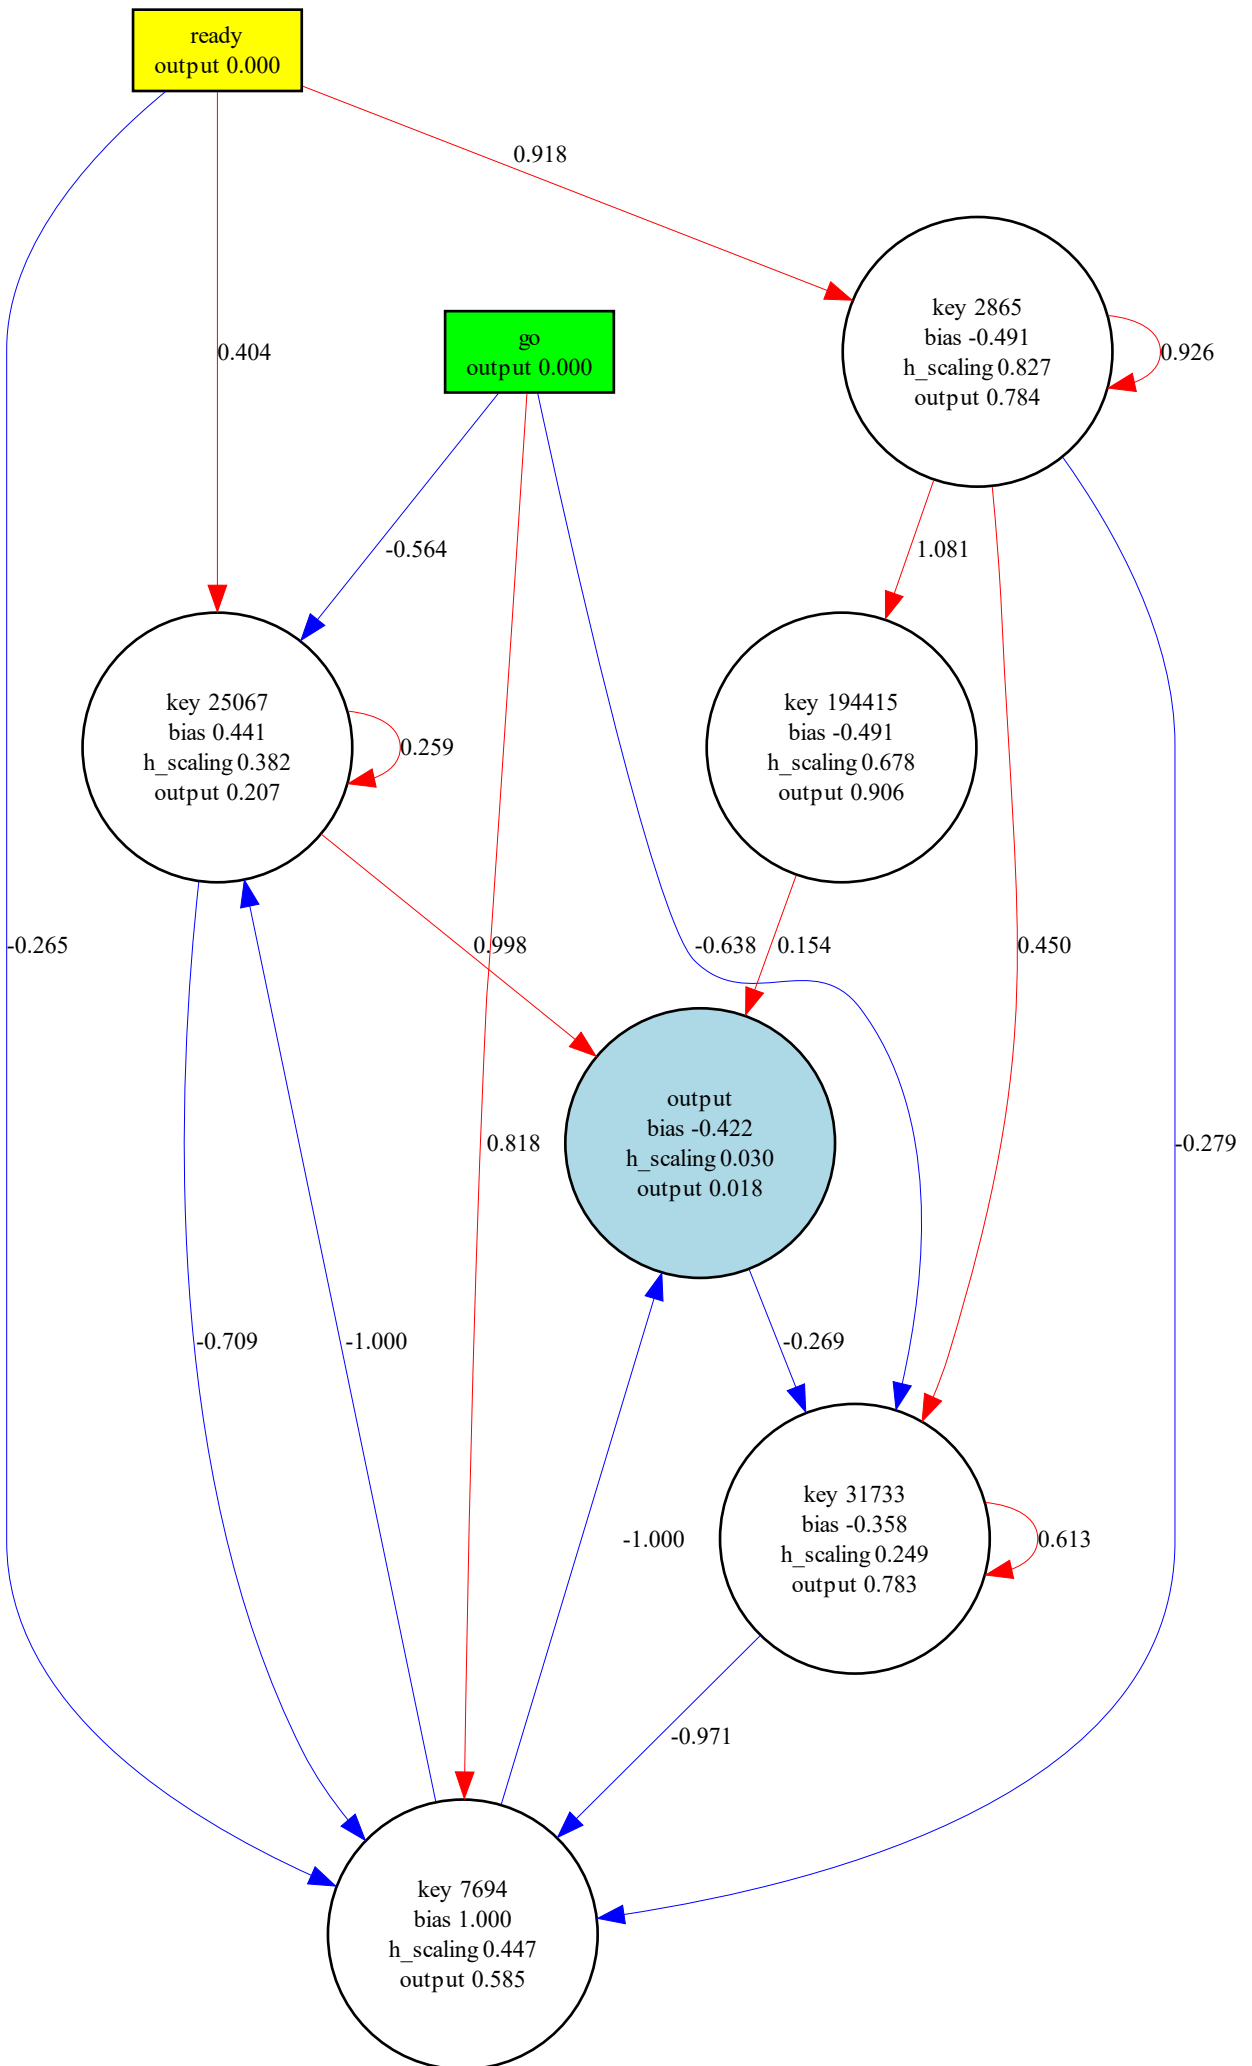 ready
output 0.000
0.918
key 2865
bias -0.491
h_scaling 0.827
output 0.784
0.926
go
output 0.000
0.404
-0.564
1.081
key 25067
bias 0.441
h_scaling 0.382
output 0.207
0.259
key 194415
bias -0.491
h_scaling 0.678
output 0.906
-0.265
0.998
-0.638
0.154
0.450
output
bias -0.422
h_scaling 0.030
output 0.018
0.818
-0.279
-0.709
-1.000
-0.269
key 31733
bias -0.358
h_scaling 0.249
output 0.783
0.613
-1.000
-0.971
key 7694
bias 1.000
h_scaling 0.447
output 0.585